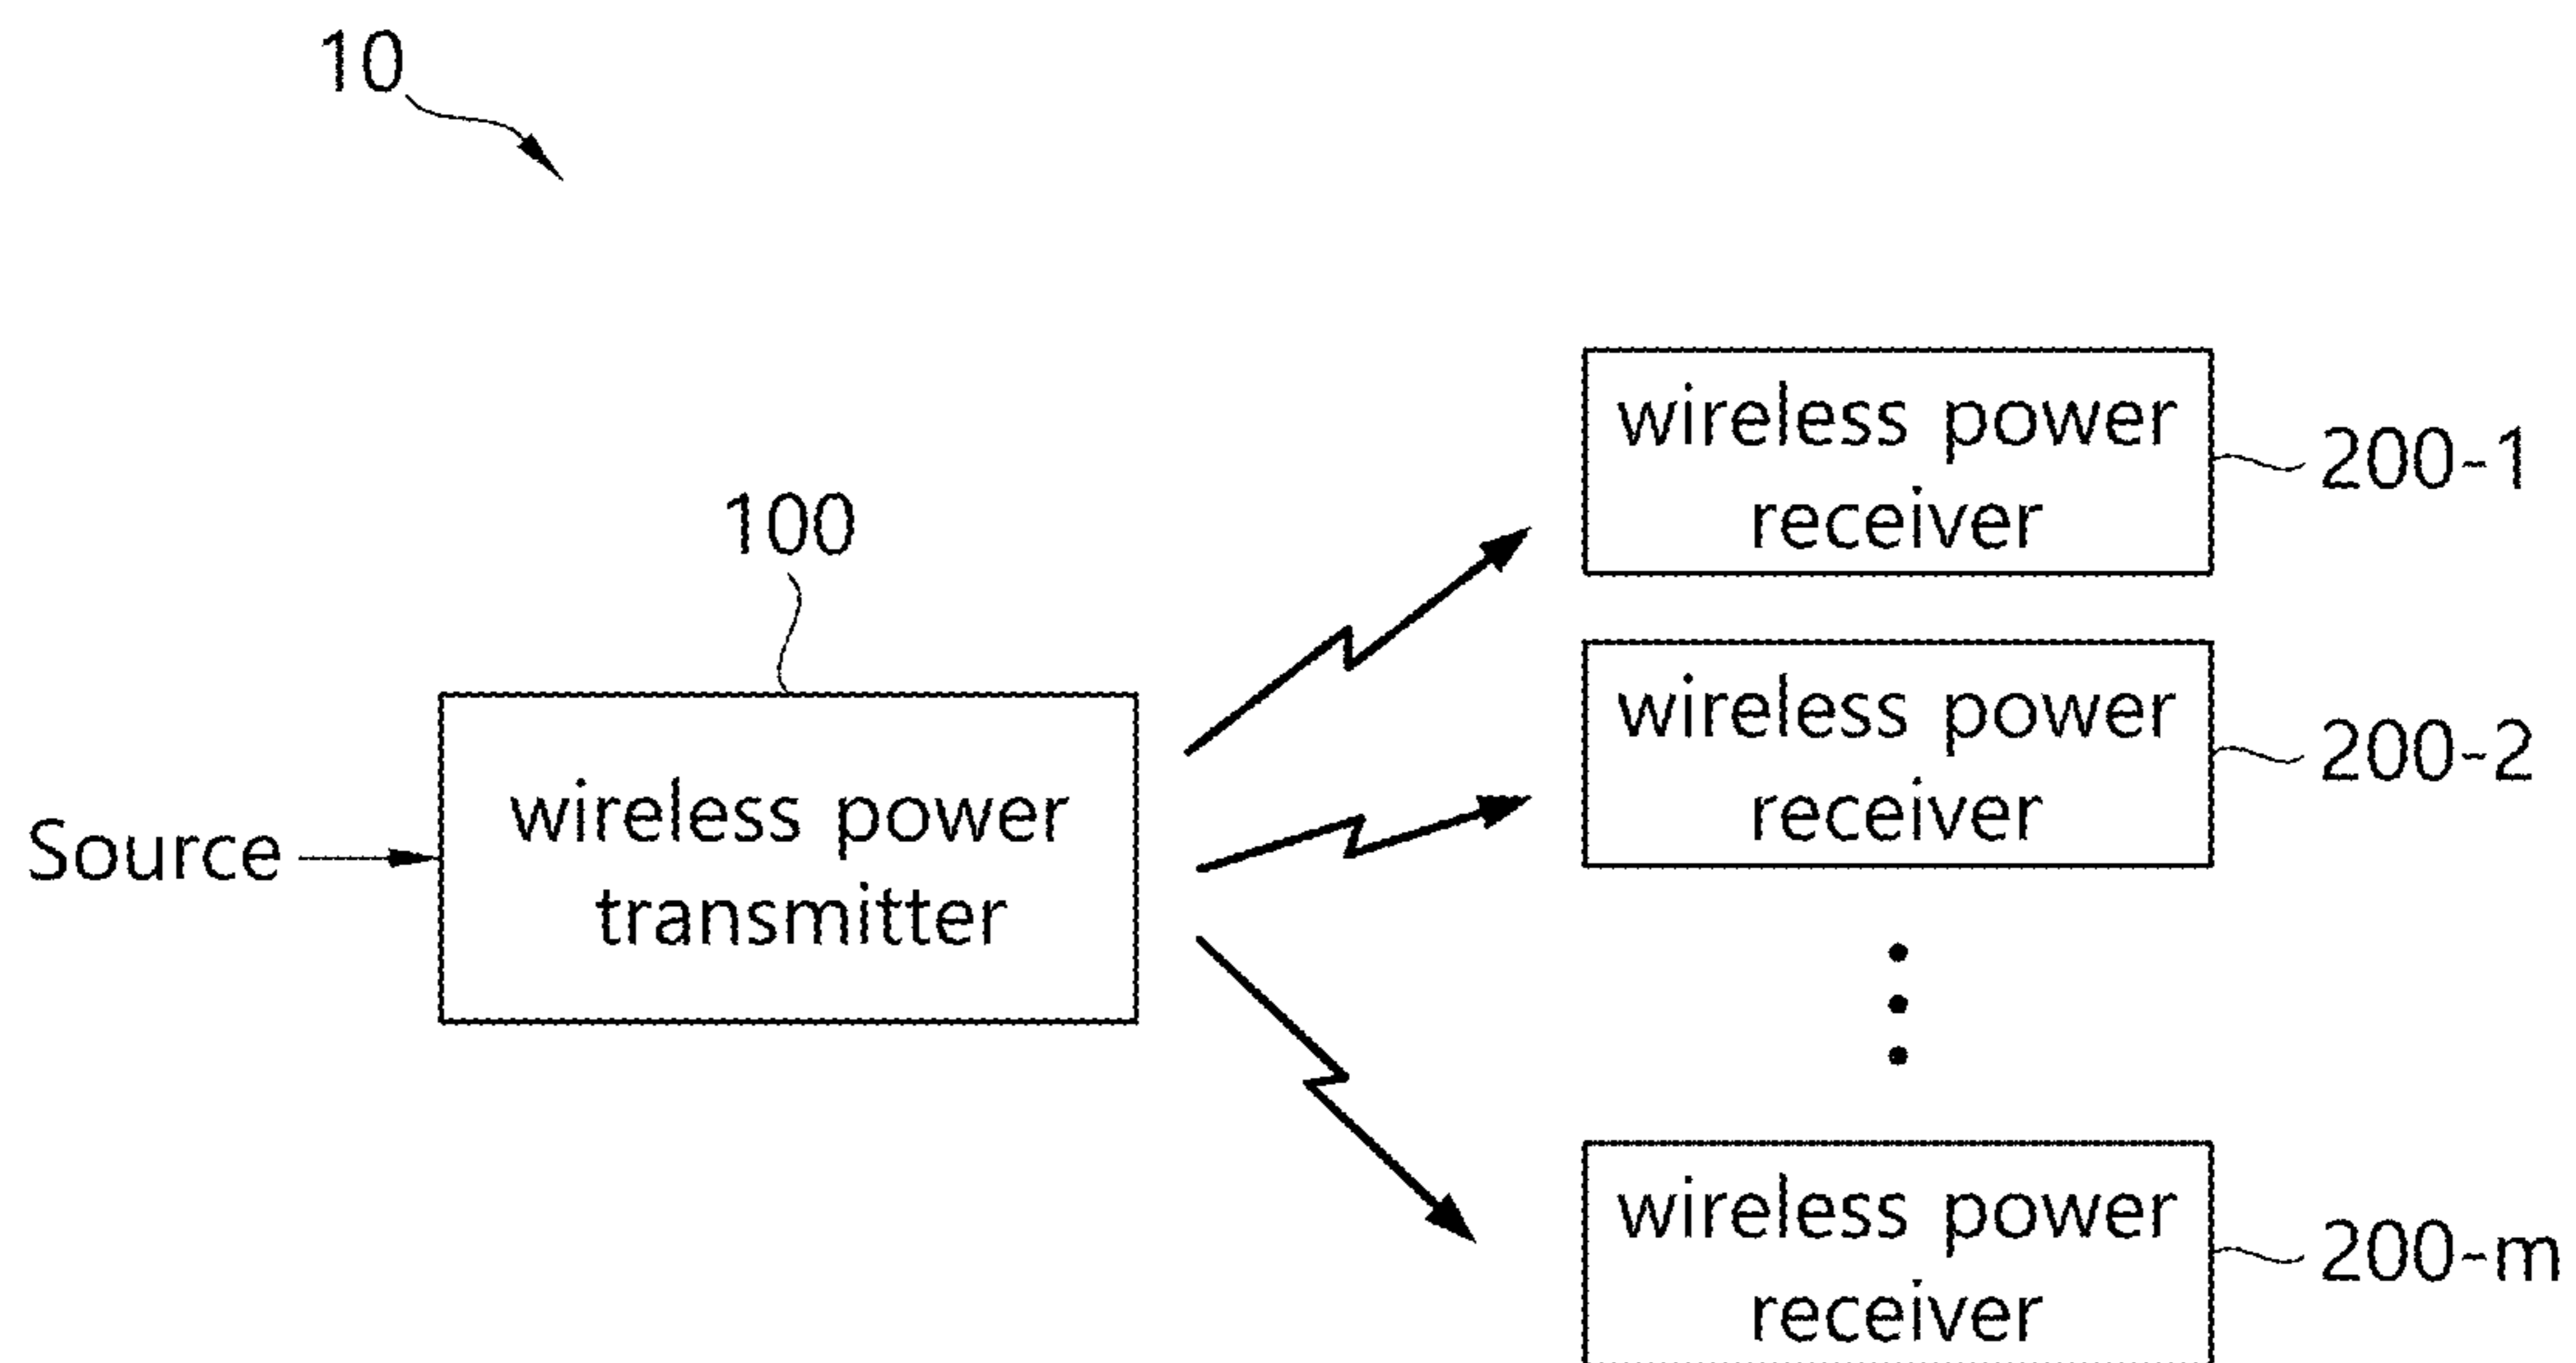 10
100
Source
wireless power
transmitter
wireless power
receiver
200-1
wireless power
receiver
200-2
wireless power
receiver
200-m